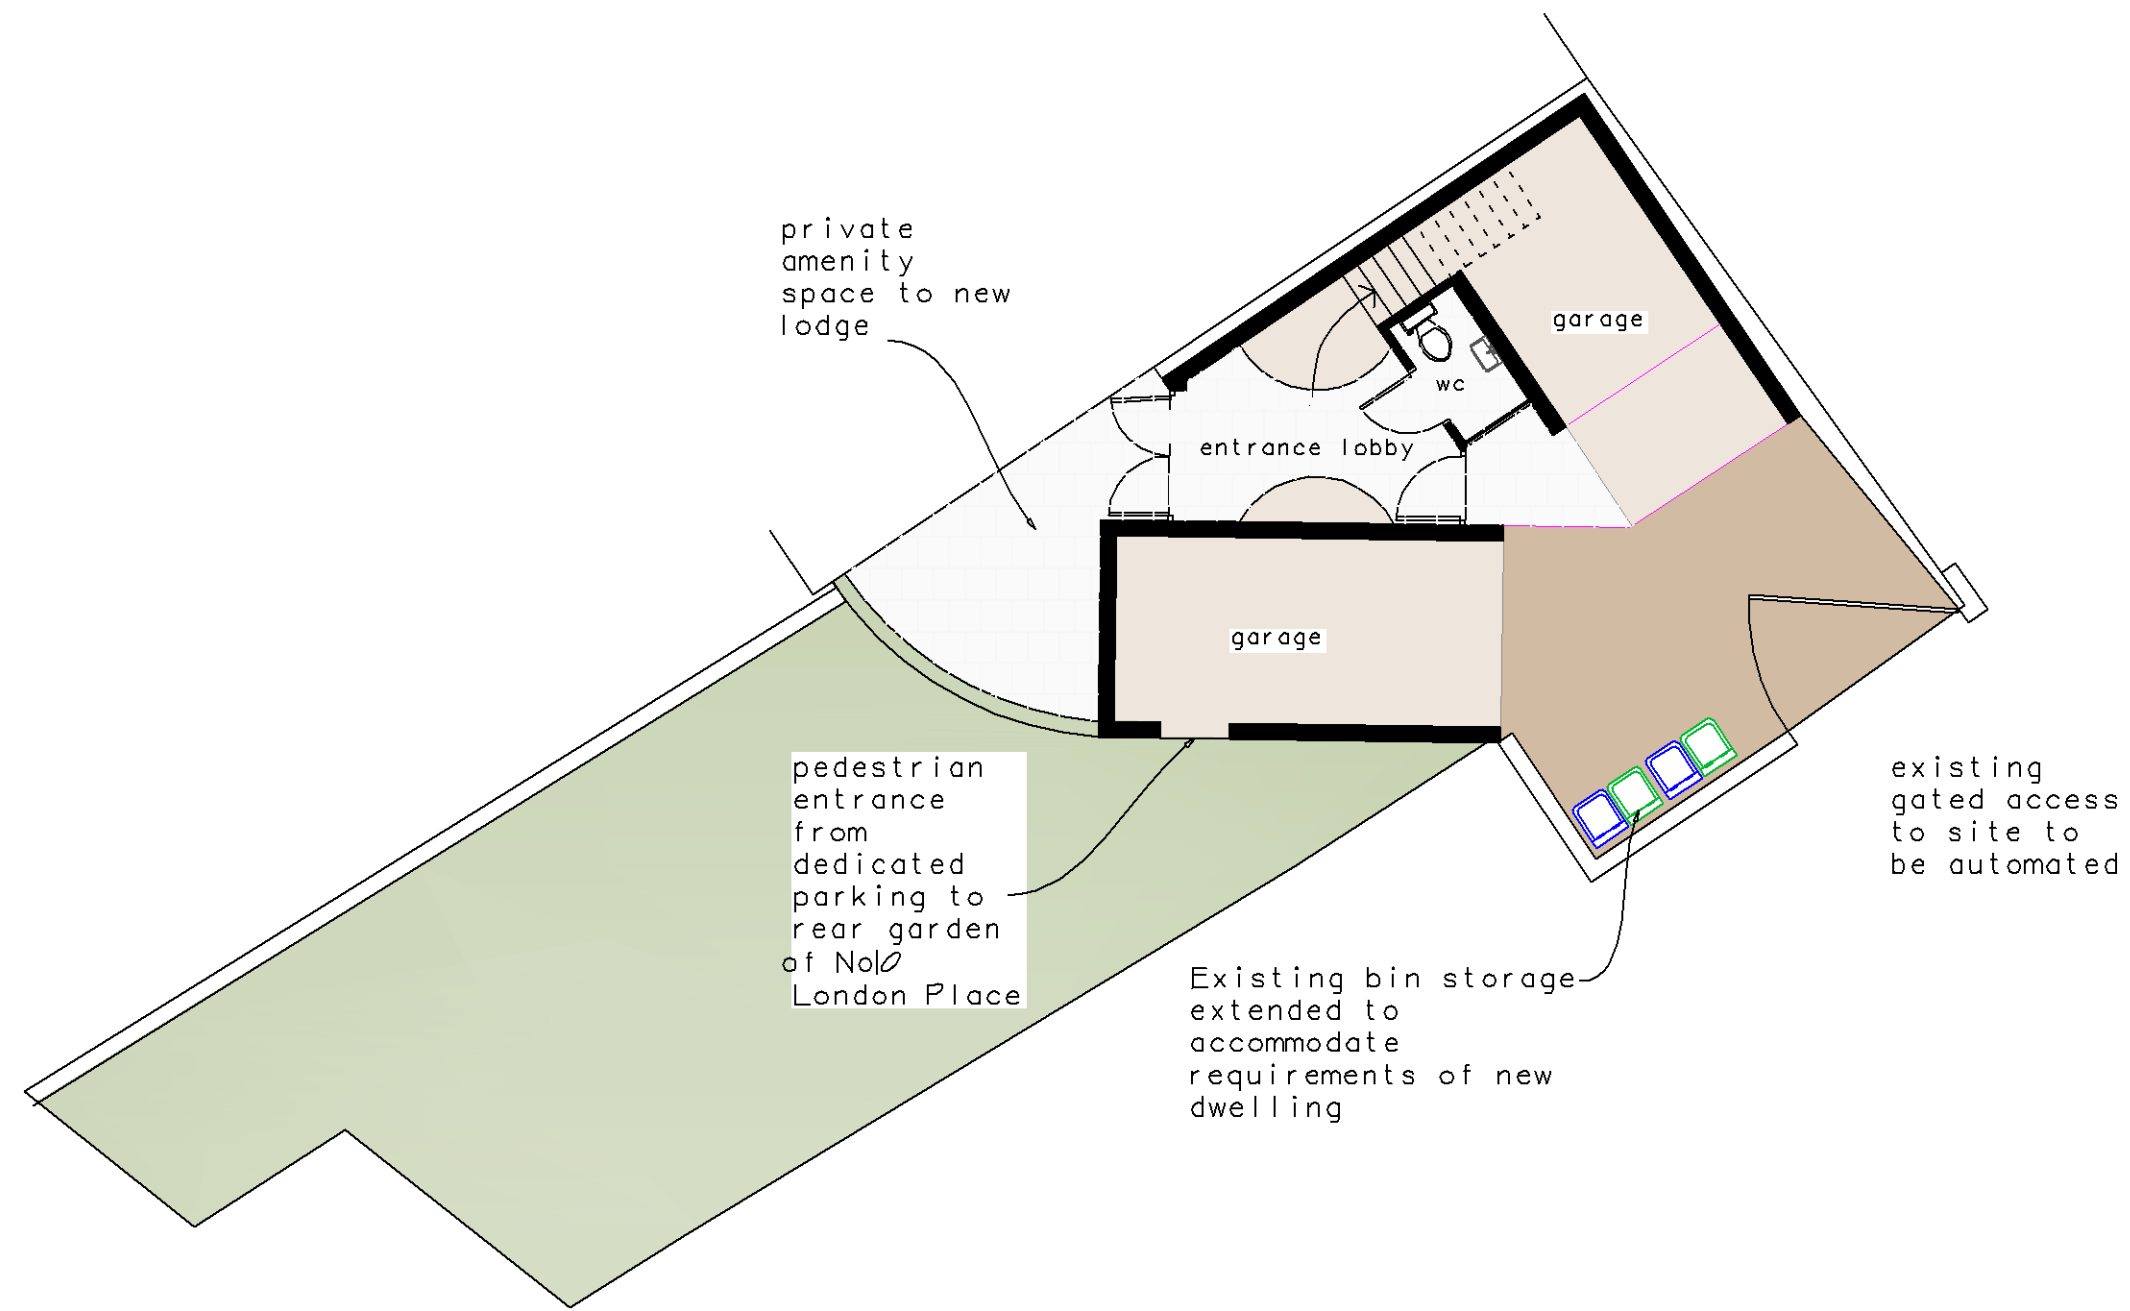 private
amenity
space to new
lodge
garage
wc
entrance lobby
garage
pedestrian
entrance
from
dedicated
parking to
rear garden
of No10
London Place
existing
gated access
to site to
be automated
Existing bin storage
extended to
accommodate
requirements of new
dwelling